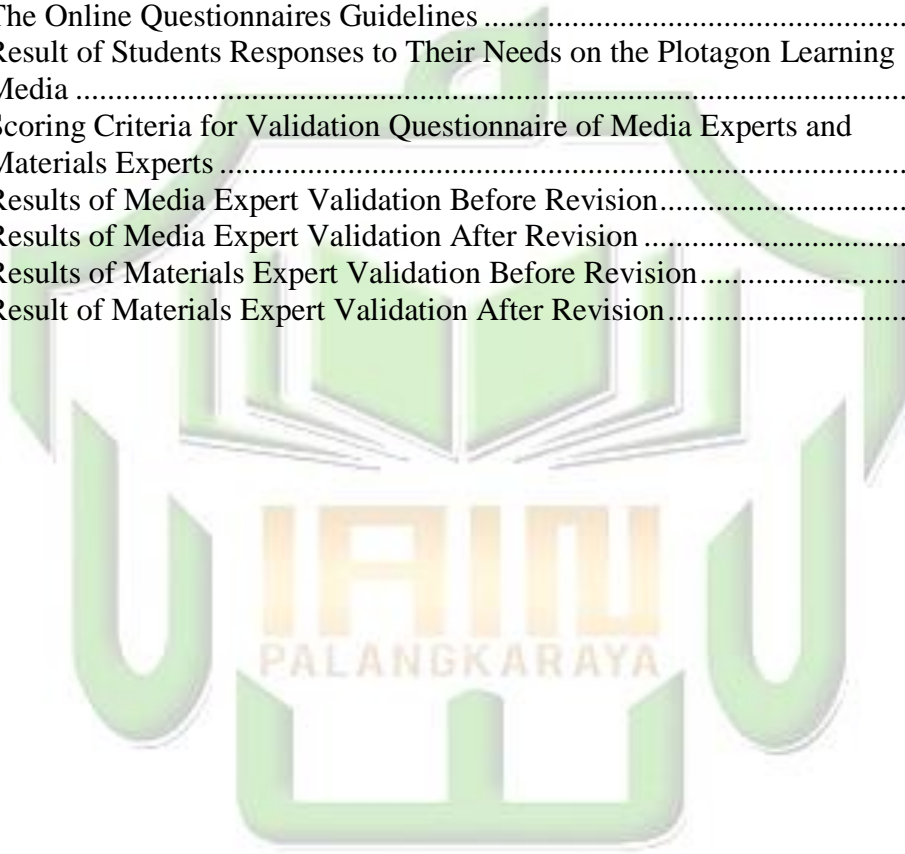 The Online Questionnaires Guidelines ......................................................
Result of Students Responses to Their Needs on the Plotagon Learning
Media ..........................................................................................................
Scoring Criteria for Validation Questionnaire of Media Experts and
Materials Experts ........................................................................................
Results of Media Expert Validation Before Revision................................
Results of Media Expert Validation After Revision ..................................
Results of Materials Expert Validation Before Revision...........................
Result of Materials Expert Validation After Revision...............................
IAIN
PALANGKARAYA